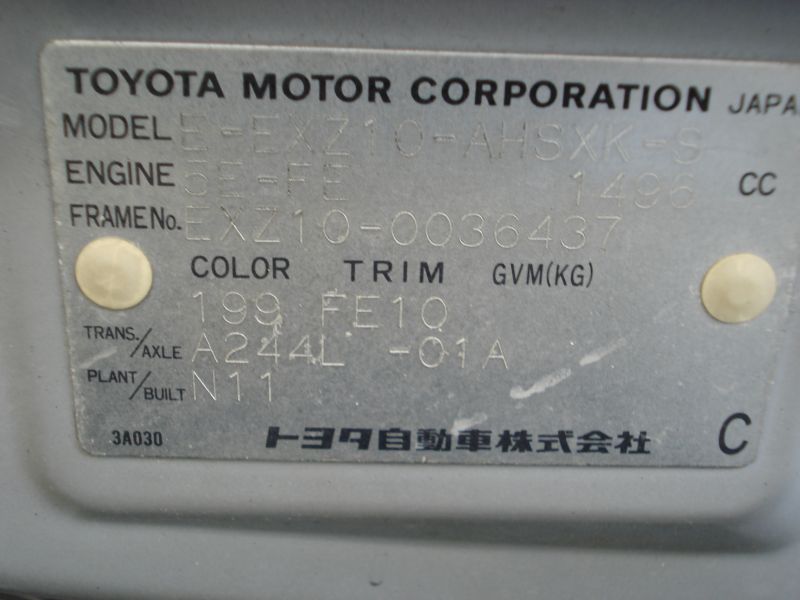 TOYOTA MOTOR CORPORATION JAPA
MODEL E-EXZ10-AHSXK-S
ENGINE 5E-FE 1496 CC
FRAME No. EXZ10-0036437
COLOR TRIM GVM(KG)
199 FE10
TRANS./AXLE A244L -01A
PLANT/BUILT N11
3A030 トヨタ自動車株式会社 C